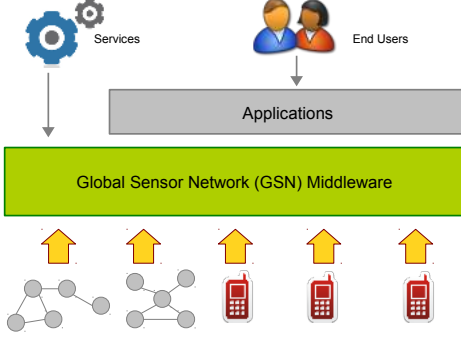 Services
End Users
Applications
Global Sensor Network (GSN) Middleware